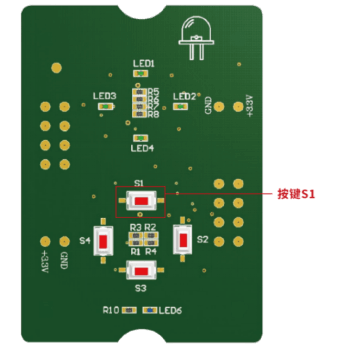 LED1
R5
R6
R7
R8
LED3
LED2
GND
+3.3V
LED4
S1
按键S1
S4
R3 R2
S2
R1 R4
+3.3V
GND
S3
R10
LED6